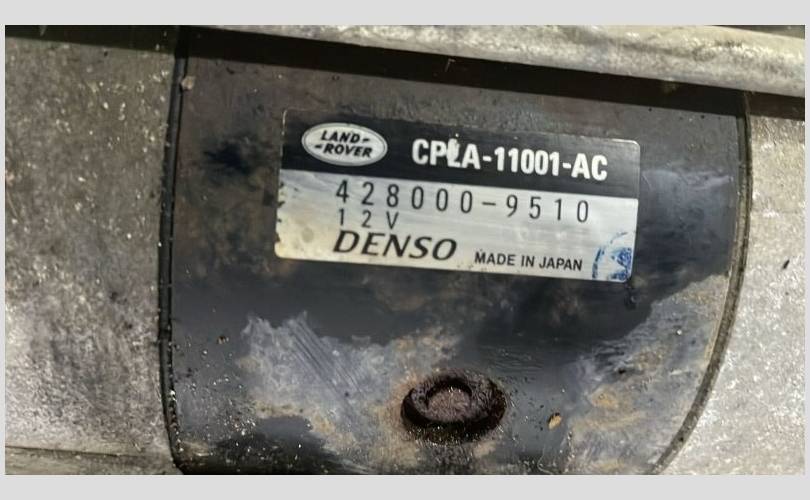 LAND-
-ROVER
CPLA-11001-AC
428000-9510
12V
DENSO
MADE IN JAPAN